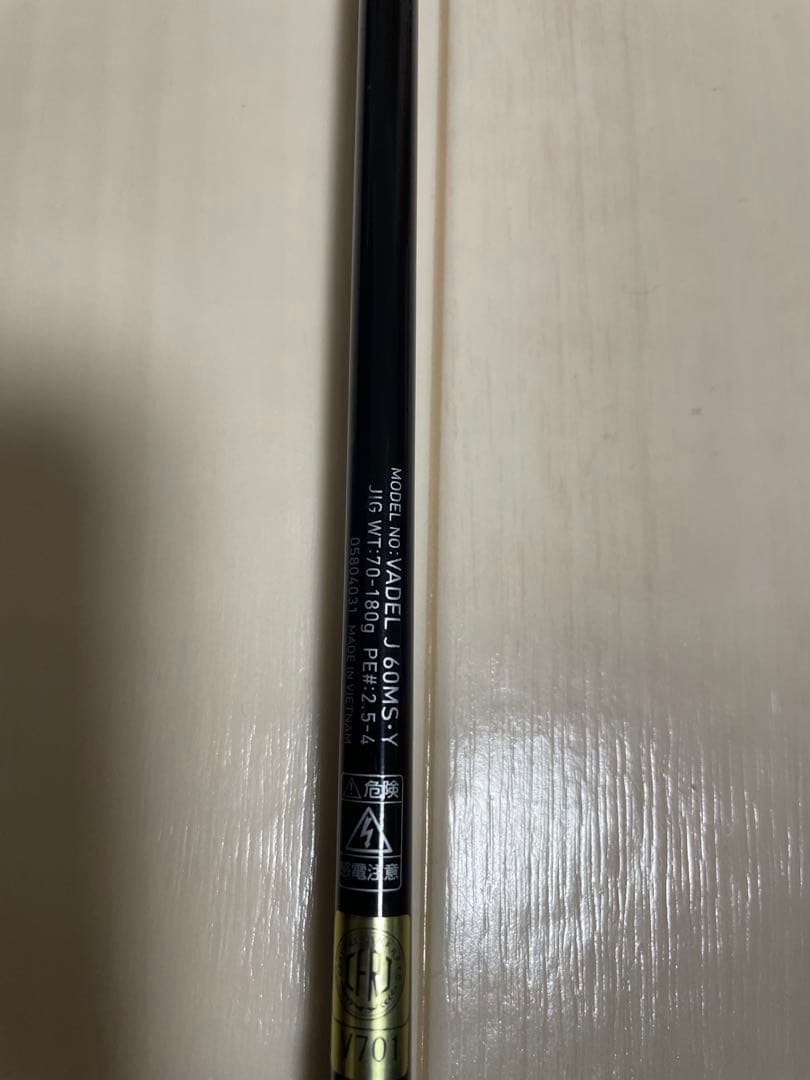 MODEL NO:VADEL J 60MS·Y
JIG WT:70-180g PE#:2.5-4
05804031 MADE IN VIETNAM
危険
感電注意
V701